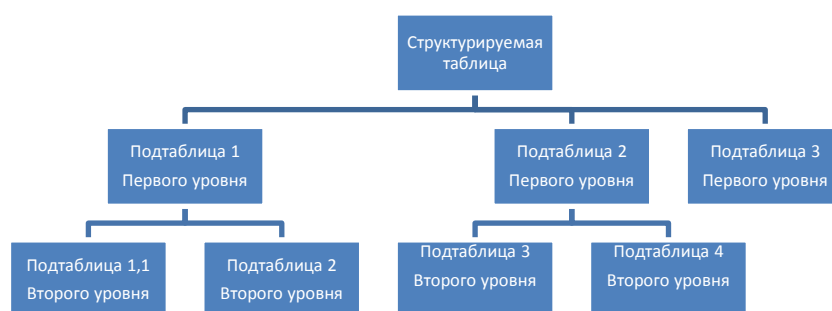 Структурируемая
таблица
Подтаблица 1
Первого уровня
Подтаблица 2
Первого уровня
Подтаблица 3
Первого уровня
Подтаблица 1,1
Второго уровня
Подтаблица 2
Второго уровня
Подтаблица 3
Второго уровня
Подтаблица 4
Второго уровня